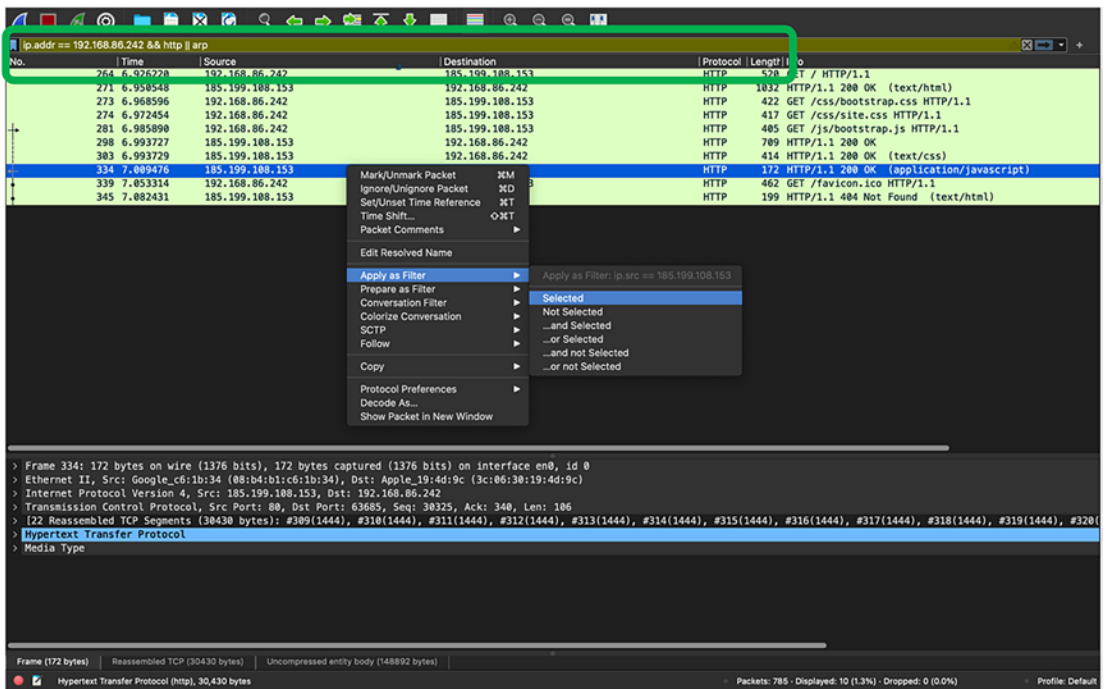 ip.addr == 192.168.86.242 && http || arp
No. Time Source Destination Protocol Length Info
264 6.926220 192.168.86.242 185.199.108.153 HTTP 520 GET / HTTP/1.1
271 6.950548 185.199.108.153 192.168.86.242 HTTP 1032 HTTP/1.1 200 OK (text/html)
273 6.968596 192.168.86.242 185.199.108.153 HTTP 422 GET /css/bootstrap.css HTTP/1.1
274 6.972454 192.168.86.242 185.199.108.153 HTTP 417 GET /css/site.css HTTP/1.1
281 6.985890 192.168.86.242 185.199.108.153 HTTP 405 GET /js/bootstrap.js HTTP/1.1
298 6.993727 185.199.108.153 192.168.86.242 HTTP 709 HTTP/1.1 200 OK
303 6.993729 185.199.108.153 192.168.86.242 HTTP 414 HTTP/1.1 200 OK (text/css)
334 7.009476 185.199.108.153 HTTP 172 HTTP/1.1 200 OK (application/javascript)
339 7.053314 192.168.86.242 3 HTTP 462 GET /favicon.ico HTTP/1.1
345 7.082431 185.199.108.153 HTTP 199 HTTP/1.1 404 Not Found (text/html)
Mark/Unmark Packet ⌘M
Ignore/Unignore Packet ⌘D
Set/Unset Time Reference ⌘T
Time Shift... ⇧⌘T
Packet Comments
Edit Resolved Name
Apply as Filter
Prepare as Filter
Conversation Filter
Colorize Conversation
SCTP
Follow
Copy
Protocol Preferences
Decode As...
Show Packet in New Window
Apply as Filter: ip.src == 185.199.108.153
Selected
Not Selected
...and Selected
...or Selected
...and not Selected
...or not Selected
> Frame 334: 172 bytes on wire (1376 bits), 172 bytes captured (1376 bits) on interface en0, id 0
> Ethernet II, Src: Google_c6:1b:34 (08:b4:b1:c6:1b:34), Dst: Apple_19:4d:9c (3c:06:30:19:4d:9c)
> Internet Protocol Version 4, Src: 185.199.108.153, Dst: 192.168.86.242
> Transmission Control Protocol, Src Port: 80, Dst Port: 63685, Seq: 30325, Ack: 340, Len: 106
> [22 Reassembled TCP Segments (30430 bytes): #309(1444), #310(1444), #311(1444), #312(1444), #313(1444), #314(1444), #315(1444), #316(1444), #317(1444), #318(1444), #319(1444), #320(
> Hypertext Transfer Protocol
> Media Type
Frame (172 bytes) Reassembled TCP (30430 bytes) Uncompressed entity body (148892 bytes)
Hypertext Transfer Protocol (http), 30,430 bytes Packets: 785 · Displayed: 10 (1.3%) · Dropped: 0 (0.0%) Profile: Default